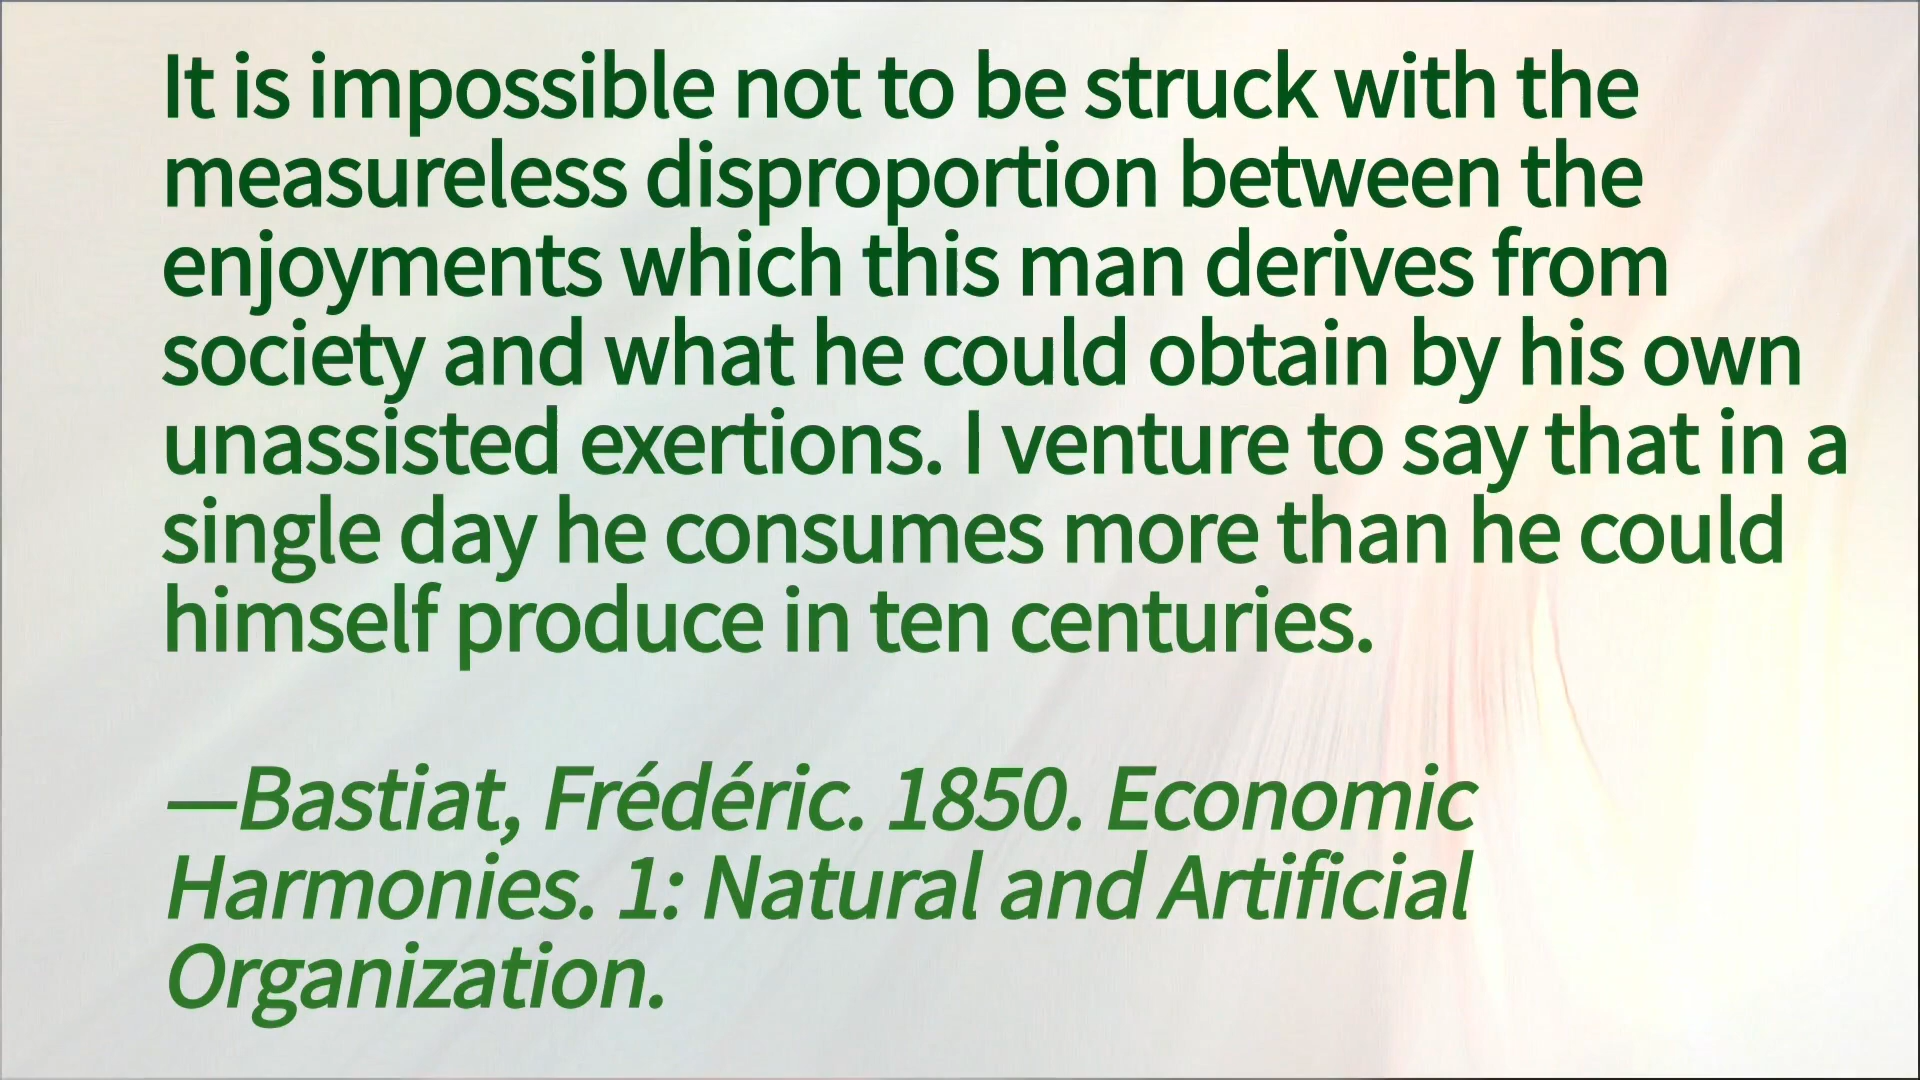 It is impossible not to be struck with the
measureless disproportion between the
enjoyments which this man derives from
society and what he could obtain by his own
unassisted exertions. I venture to say that in a
single day he consumes more than he could
himself produce in ten centuries.
—Bastiat, Frédéric. 1850. Economic
Harmonies. 1: Natural and Artificial
Organization.